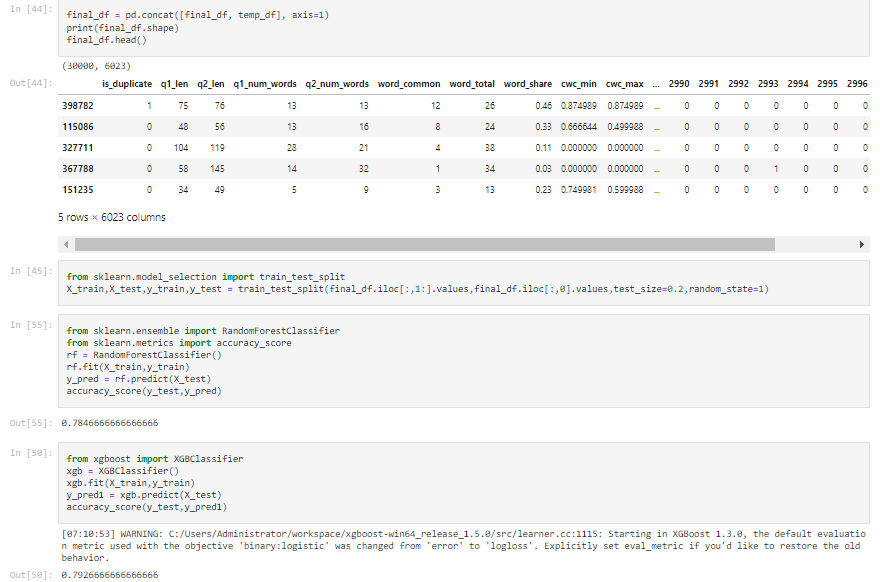 In [44]:
final_df = pd.concat([final_df, temp_df], axis=1)
print(final_df.shape)
final_df.head()
(30000, 6023)
Out[44]:
is_duplicate q1_len q2_len q1_num_words q2_num_words word_common word_total word_share cwc_min cwc_max ... 2990 2991 2992 2993 2994 2995 2996
398782 1 75 76 13 13 12 26 0.46 0.874989 0.874989 ... 0 0 0 0 0 0 0
115086 0 48 56 13 16 8 24 0.33 0.666644 0.499988 ... 0 0 0 0 0 0 0
327711 0 104 119 28 21 4 38 0.11 0.000000 0.000000 ... 0 0 0 0 0 0 0
367788 0 58 145 14 32 1 34 0.03 0.000000 0.000000 ... 0 0 0 1 0 0 0
151235 0 34 49 5 9 3 13 0.23 0.749981 0.599988 ... 0 0 0 0 0 0 0
5 rows × 6023 columns
In [45]:
from sklearn.model_selection import train_test_split
X_train,X_test,y_train,y_test = train_test_split(final_df.iloc[:,1:].values,final_df.iloc[:,0].values,test_size=0.2,random_state=1)
In [55]:
from sklearn.ensemble import RandomForestClassifier
from sklearn.metrics import accuracy_score
rf = RandomForestClassifier()
rf.fit(X_train,y_train)
y_pred = rf.predict(X_test)
accuracy_score(y_test,y_pred)
Out[55]: 0.7846666666666666
In [50]:
from xgboost import XGBClassifier
xgb = XGBClassifier()
xgb.fit(X_train,y_train)
y_pred1 = xgb.predict(X_test)
accuracy_score(y_test,y_pred1)
[07:10:53] WARNING: C:/Users/Administrator/workspace/xgboost-win64_release_1.5.0/src/learner.cc:1115: Starting in XGBoost 1.3.0, the default evaluatio
n metric used with the objective 'binary:logistic' was changed from 'error' to 'logloss'. Explicitly set eval_metric if you'd like to restore the old
behavior.
Out[50]: 0.7926666666666666